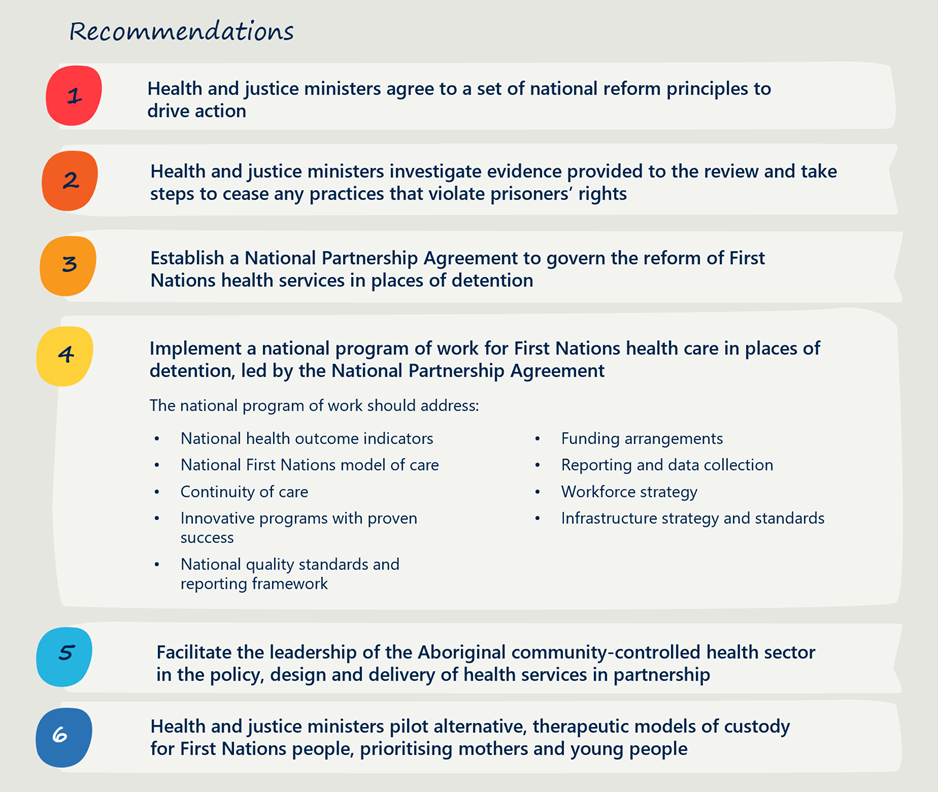 Recommendations
1
Health and justice ministers agree to a set of national reform principles to
drive action
2
Health and justice ministers investigate evidence provided to the review and take
steps to cease any practices that violate prisoners’ rights
3
Establish a National Partnership Agreement to govern the reform of First
Nations health services in places of detention
4
Implement a national program of work for First Nations health care in places of
detention, led by the National Partnership Agreement
The national program of work should address:
• National health outcome indicators
• National First Nations model of care
• Continuity of care
• Innovative programs with proven
success
• National quality standards and
reporting framework
• Funding arrangements
• Reporting and data collection
• Workforce strategy
• Infrastructure strategy and standards
5
Facilitate the leadership of the Aboriginal community-controlled health sector
in the policy, design and delivery of health services in partnership
6
Health and justice ministers pilot alternative, therapeutic models of custody
for First Nations people, prioritising mothers and young people